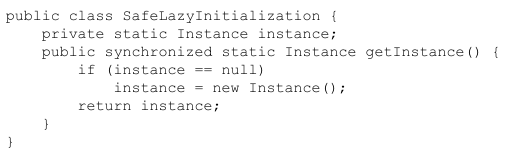 public class SafeLazyInitialization {
    private static Instance instance;
    public synchronized static Instance getInstance() {
        if (instance == null)
            instance = new Instance();
        return instance;
    }
}